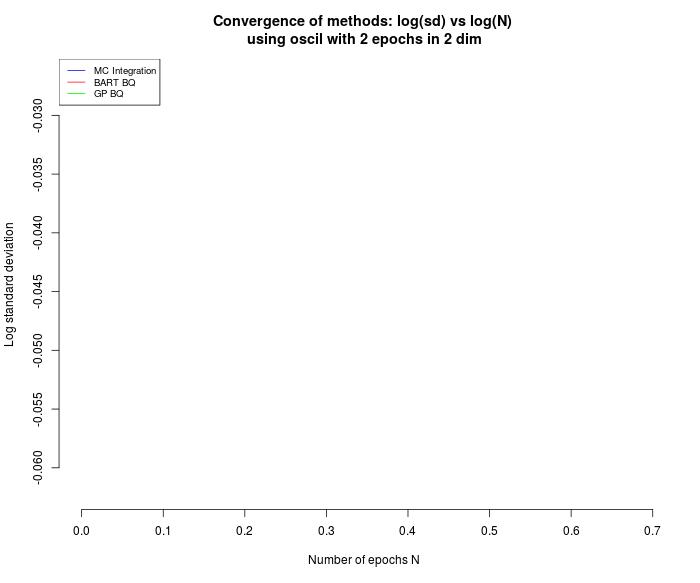 Convergence of methods: log(sd) vs log(N)
using oscil with 2 epochs in 2 dim
MC Integration
BART BQ
GP BQ
-0.030
-0.035
-0.040
-0.045
-0.050
-0.055
-0.060
Log standard deviation
0.0 0.1 0.2 0.3 0.4 0.5 0.6 0.7
Number of epochs N